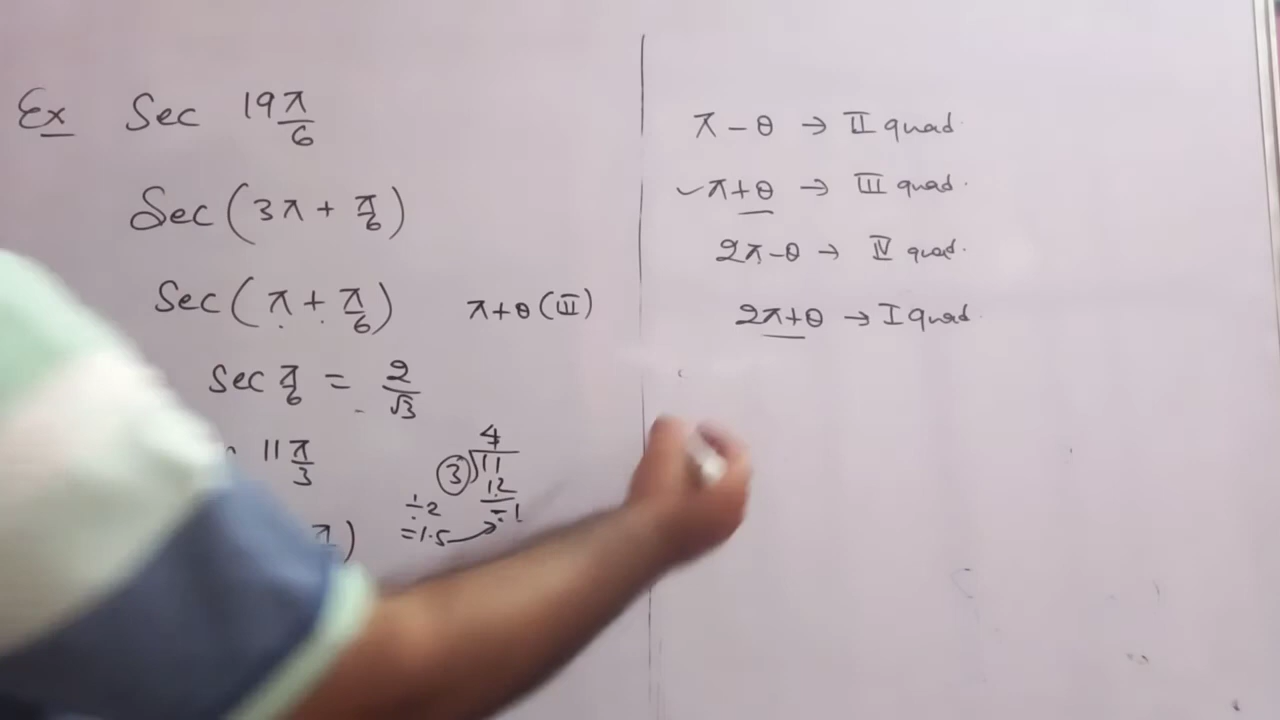 Ex Sec 19π/6
Sec(3π + π/6)
Sec(π + π/6) π+θ(III)
Sec π/6 = 2/√3
11π/3
4
3)11
12
-1
÷2
=1.5
π/ )
π-θ → II quad.
✓π+θ → III quad.
2π-θ → IV quad.
2π+θ → I quad.